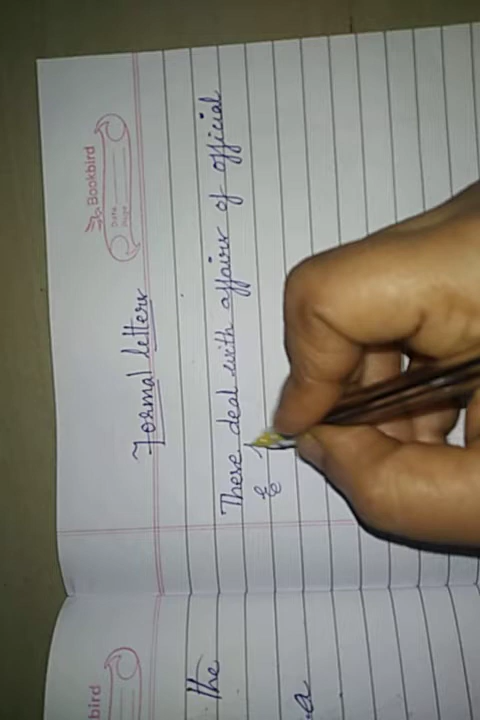 Bookbird
Date
Page
Formal letters
These deal with affairs of official
&
bird
the